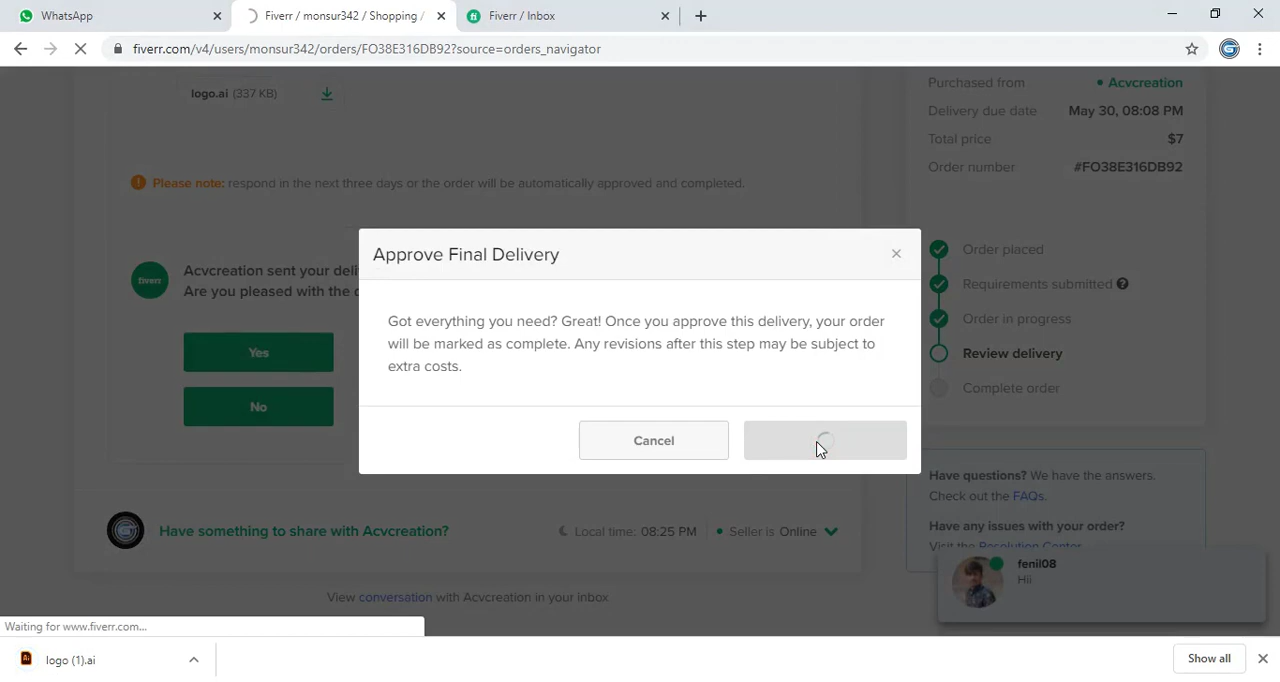 WhatsApp
Fiverr / monsur342 / Shopping /
Fiverr / Inbox
fiverr.com/v4/users/monsur342/orders/FO38E316DB92?source=orders_navigator
logo.ai (337 KB)
Please note: respond in the next three days or the order will be automatically approved and completed.
fiverr
Acvcreation sent your deli
Are you pleased with the
Yes
No
Approve Final Delivery
Got everything you need? Great! Once you approve this delivery, your order
will be marked as complete. Any revisions after this step may be subject to
extra costs.
Cancel
Have something to share with Acvcreation?
Local time: 08:25 PM
Seller is Online
View conversation with Acvcreation in your inbox
Purchased from
Acvcreation
Delivery due date
May 30, 08:08 PM
Total price
$7
Order number
#FO38E316DB92
Order placed
Requirements submitted
Order in progress
Review delivery
Complete order
Have questions? We have the answers.
Check out the FAQs.
Have any issues with your order?
Visit the Resolution Center
fenil08
Hii
Waiting for www.fiverr.com...
Ai
logo (1).ai
Show all